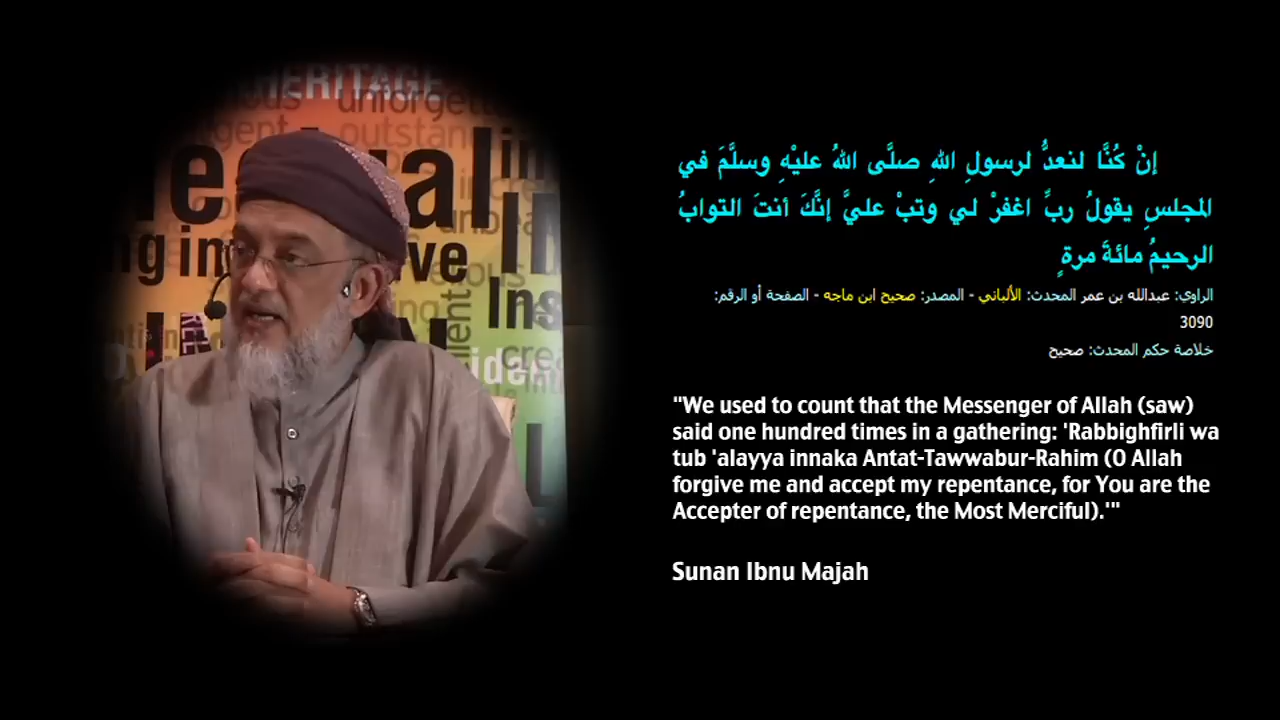 HERITAGE
unforgett
outstan
إنْ كُنَّا لنعدُّ لرسولِ اللهِ صلَّى اللهُ عليْهِ وسلَّمَ في
المجلسِ يقولُ ربِّ اغفرْ لي وتبْ عليَّ إنَّكَ أنتَ التوابُ
الرحيمُ مائةَ مرةٍ
الراوي: عبدالله بن عمر المحدث: الألباني - المصدر: صحيح ابن ماجه - الصفحة أو الرقم:
3090
خلاصة حكم المحدث: صحيح
"We used to count that the Messenger of Allah (saw)
said one hundred times in a gathering: 'Rabbighfirli wa
tub 'alayya innaka Antat-Tawwabur-Rahim (O Allah
forgive me and accept my repentance, for You are the
Accepter of repentance, the Most Merciful).'"
Sunan Ibnu Majah